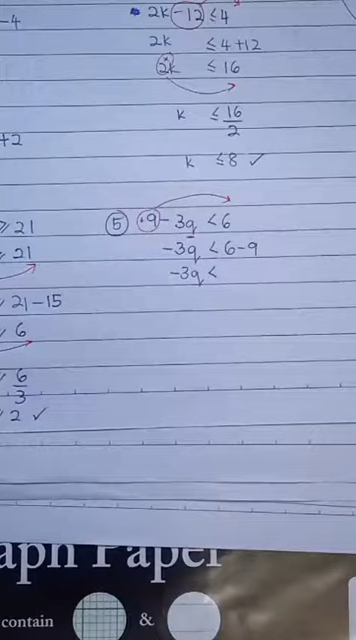 -4
2k -12 ≤ 4
2k ≤ 4+12
2k ≤ 16
k ≤ 16/2
+2
k ≤ 8 ✓
≥ 21
21
21-15
6
6/3
2 ✓
⑤ +9 - 3q < 6
-3q < 6-9
-3q <
aph Paper
contain &